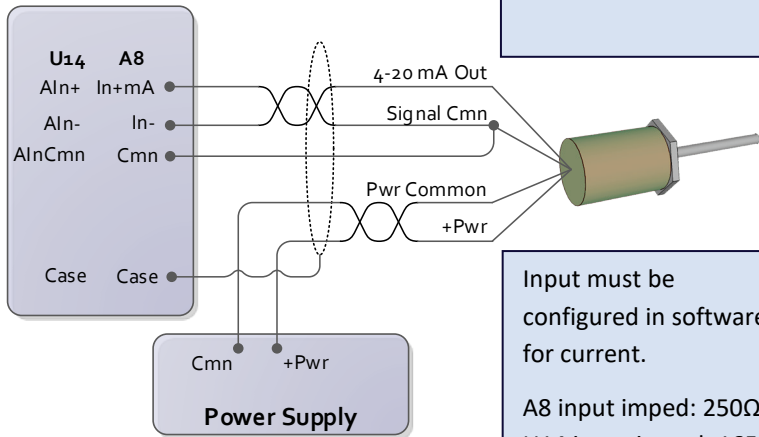 U14 A8
AIn+ In+mA
AIn- In-
AInCmn Cmn
Case Case
4-20 mA Out
Signal Cmn
Pwr Common
+Pwr
Cmn +Pwr
Power Supply
Input must be
configured in software
for current.
A8 input imped: 250Ω